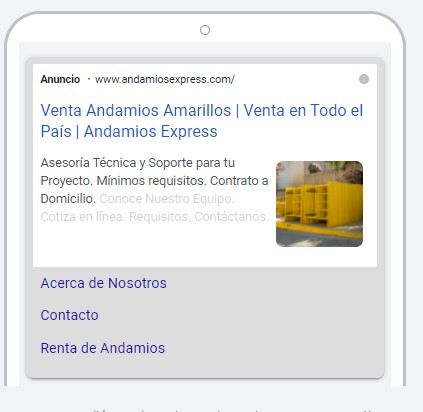 Anuncio · www.andamiosexpress.com/
Venta Andamios Amarillos | Venta en Todo el
País | Andamios Express
Asesoría Técnica y Soporte para tu
Proyecto. Mínimos requisitos. Contrato a
Domicilio. Conoce Nuestro Equipo.
Cotiza en línea. Requisitos. Contáctanos.
Acerca de Nosotros
Contacto
Renta de Andamios